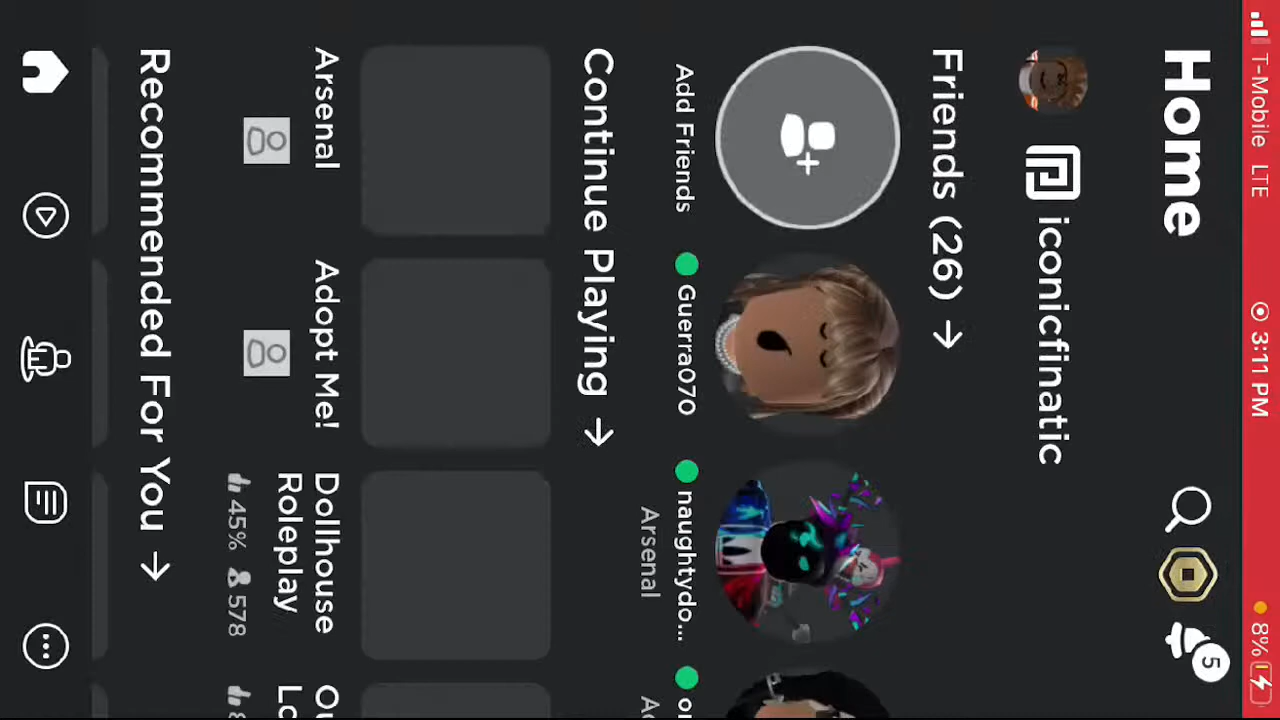 T-Mobile LTE 3:11 PM 8%
Home
5
iconicfinatic
Friends (26) →
Add Friends
Guerra070
naughtydo...
Arsenal
Continue Playing →
Arsenal
Adopt Me!
Dollhouse
Roleplay
45% 578
Recommended For You →